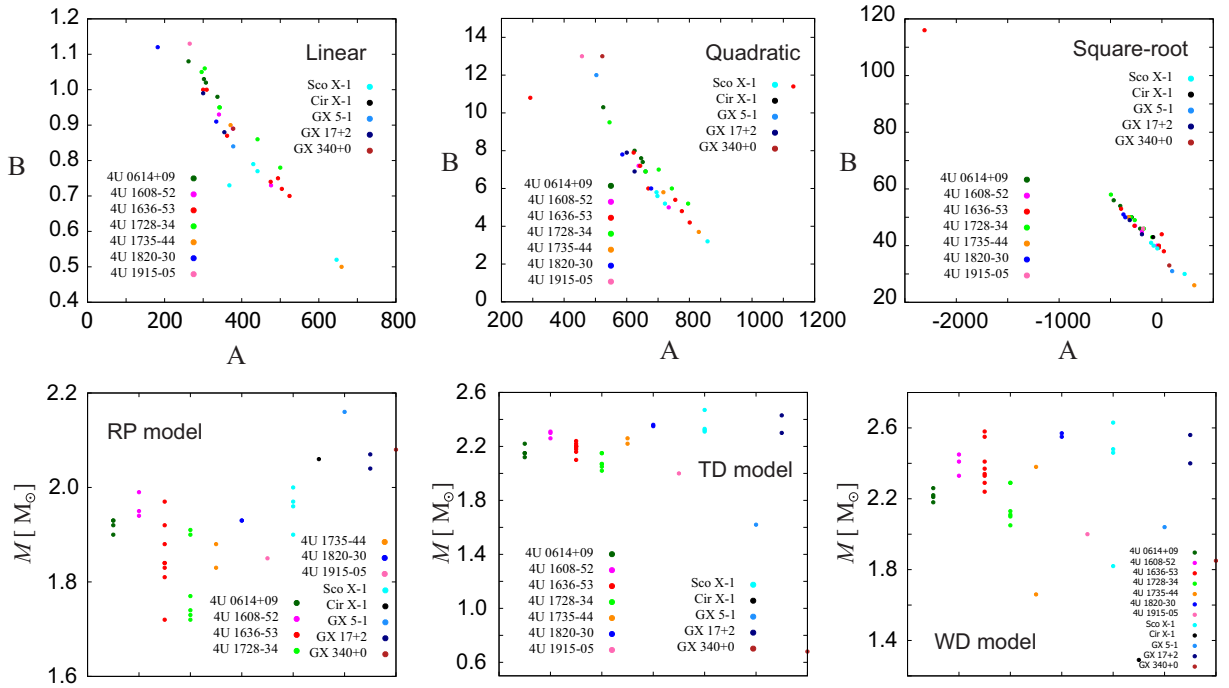 Linear
Sco X-1
Cir X-1
GX 5-1
GX 17+2
GX 340+0
4U 0614+09
4U 1608-52
4U 1636-53
4U 1728-34
4U 1735-44
4U 1820-30
4U 1915-05
1.2
1.1
1.0
0.9
0.8
0.7
0.6
0.5
0.4
B
0
200
400
600
800
A
Quadratic
Sco X-1
Cir X-1
GX 5-1
GX 17+2
GX 340+0
4U 0614+09
4U 1608-52
4U 1636-53
4U 1728-34
4U 1735-44
4U 1820-30
4U 1915-05
14
12
10
8
6
4
2
0
B
200
400
600
800
1000
1200
A
Square-root
Sco X-1
Cir X-1
GX 5-1
GX 17+2
GX 340+0
4U 0614+09
4U 1608-52
4U 1636-53
4U 1728-34
4U 1735-44
4U 1820-30
4U 1915-05
120
100
80
60
40
20
B
-2000
-1000
0
A
RP model
2.2
2.1
2.0
1.9
1.8
1.7
1.6
M [ M⊙]
4U 0614+09
4U 1608-52
4U 1636-53
4U 1728-34
4U 1735-44
4U 1820-30
4U 1915-05
Sco X-1
Cir X-1
GX 5-1
GX 17+2
GX 340+0
TD model
2.6
2.2
1.8
1.4
1.0
0.6
M [ M⊙]
4U 0614+09
4U 1608-52
4U 1636-53
4U 1728-34
4U 1735-44
4U 1820-30
4U 1915-05
Sco X-1
Cir X-1
GX 5-1
GX 17+2
GX 340+0
WD model
2.6
2.2
1.8
1.4
M [ M⊙]
4U 0614+09
4U 1608-52
4U 1636-53
4U 1728-34
4U 1735-44
4U 1820-30
4U 1915-05
Sco X-1
Cir X-1
GX 5-1
GX 17+2
GX 340+0